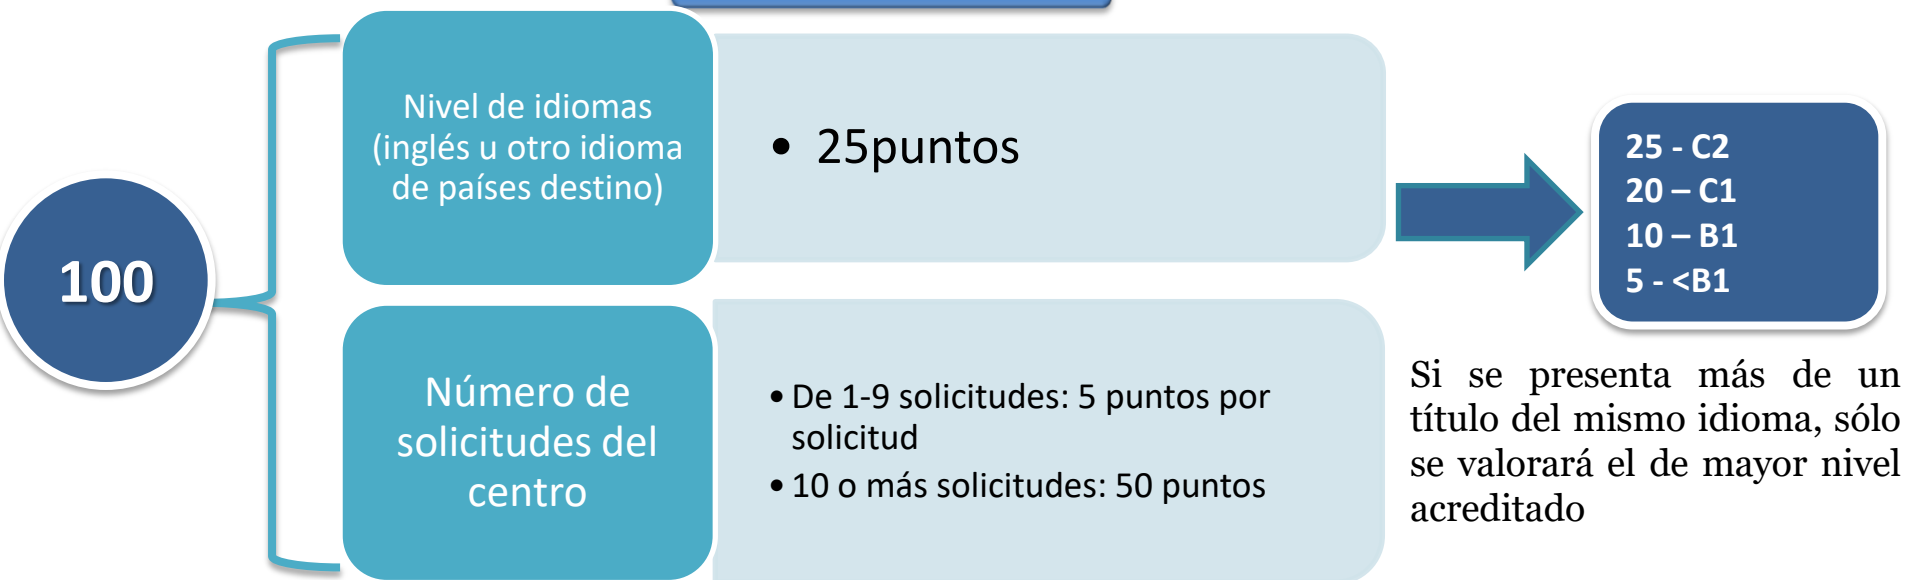 100
Nivel de idiomas
(inglés u otro idioma
de países destino)
• 25puntos
25 - C2
20 – C1
10 – B1
5 - <B1
Número de
solicitudes del
centro
• De 1-9 solicitudes: 5 puntos por
solicitud
• 10 o más solicitudes: 50 puntos
Si se presenta más de un
título del mismo idioma, sólo
se valorará el de mayor nivel
acreditado